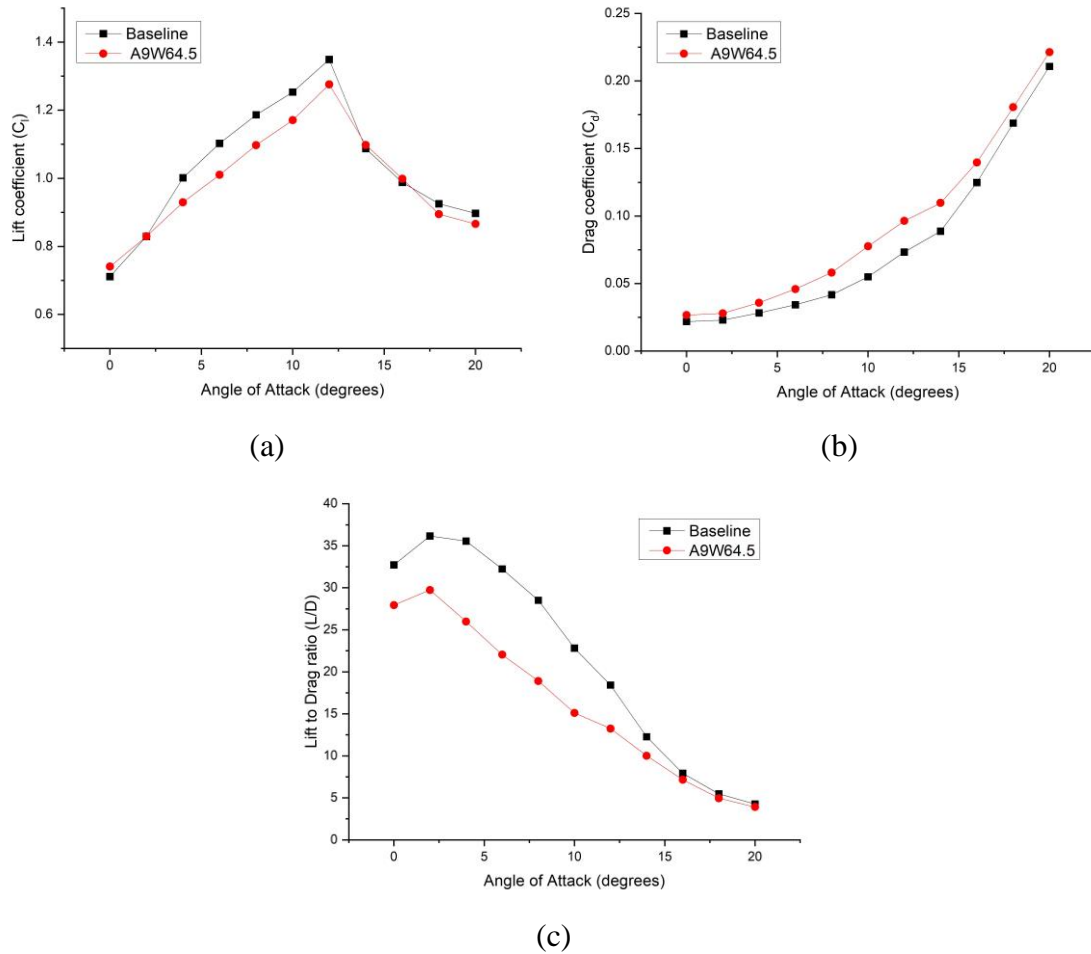 Baseline
A9W64.5
Lift coefficient (Cl)
1.4
1.2
1.0
0.8
0.6
0 5 10 15 20
Angle of Attack (degrees)
(a)
Baseline
A9W64.5
Drag coefficient (Cd)
0.25
0.20
0.15
0.10
0.05
0.00
0 5 10 15 20
Angle of Attack (degrees)
(b)
Baseline
A9W64.5
Lift to Drag ratio (L/D)
40
35
30
25
20
15
10
5
0
0 5 10 15 20
Angle of Attack (degrees)
(c)